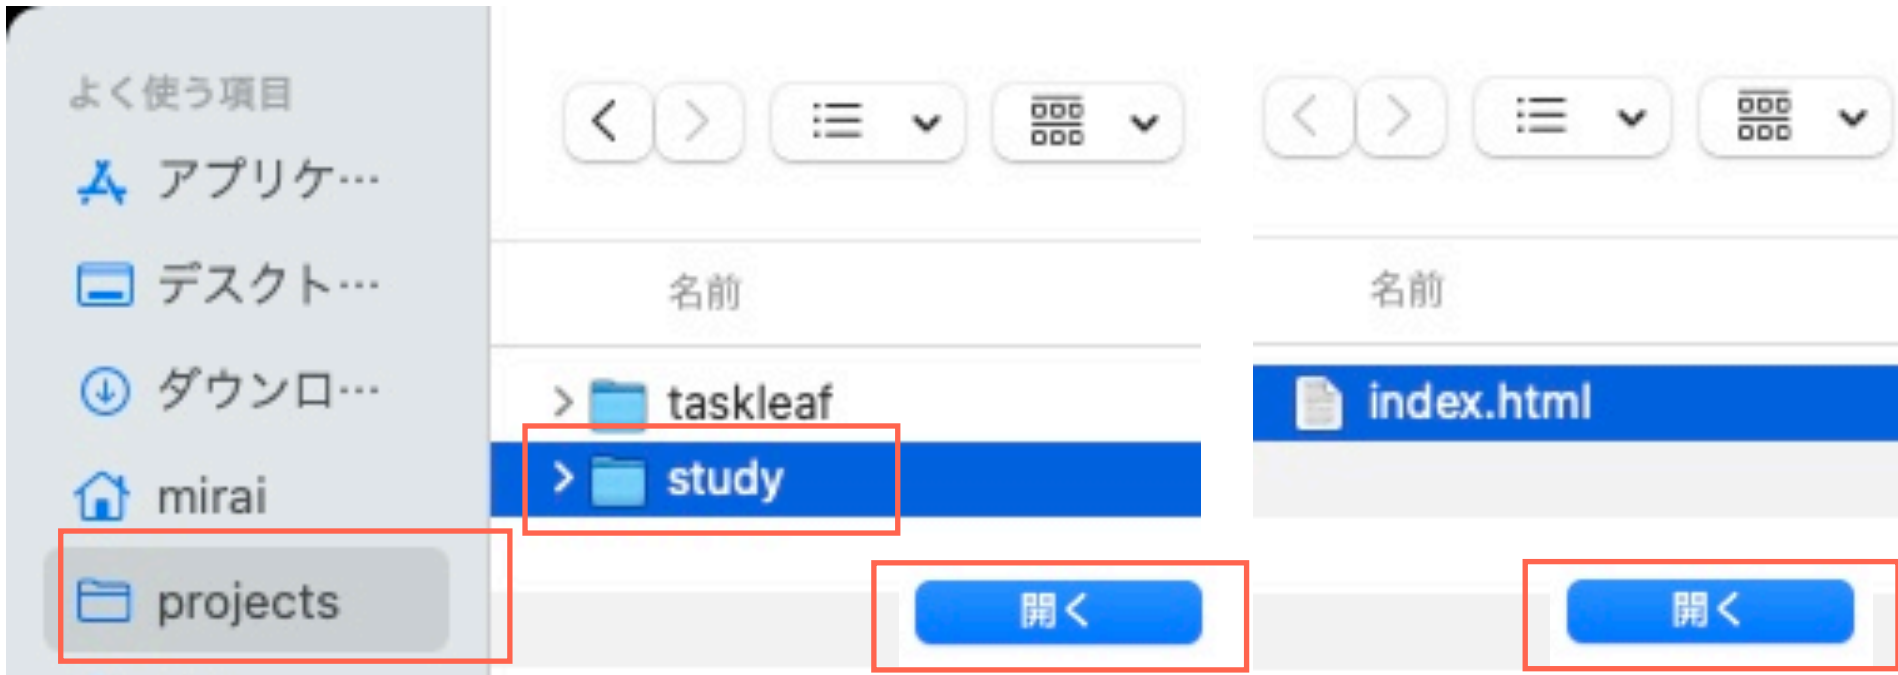 よく使う項目
アプリケ…
デスクト…
ダウンロ…
mirai
projects
名前
taskleaf
study
開く
名前
index.html
開く